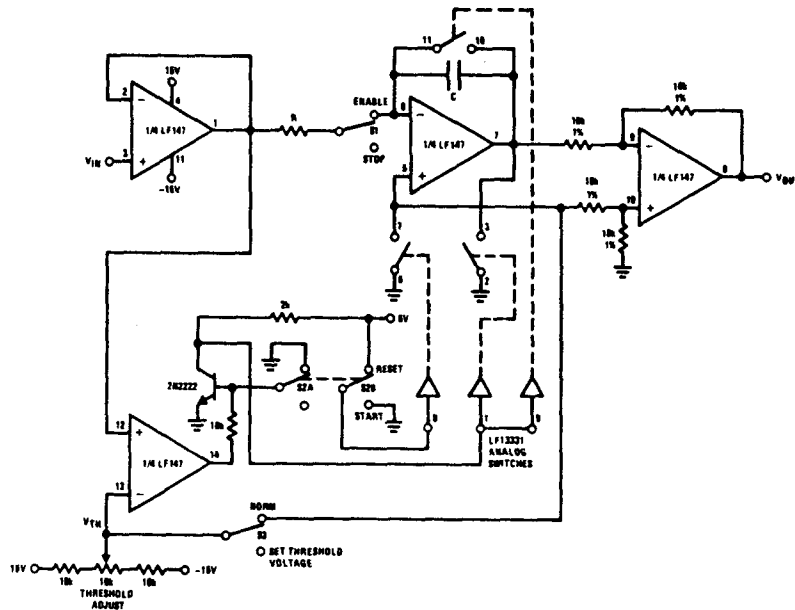 11
10
15V
C
ENABLE
10k
1%
2
4
1
R
6
S1
10k
1%
9
1/4 LF147
1/4 LF147
7
1/4 LF147
8
VIN
3
11
STOP
5
10k
1%
10
-15V
10k
1%
7
3
6
2
2k
5V
RESET
2N2222
S2A
S2B
START
10k
8
1
9
LF13331
ANALOG
SWITCHES
12
1/4 LF147
14
13
NORM
VTH
S3
SET THRESHOLD
VOLTAGE
15V
10k
10k
10k
-15V
THRESHOLD
ADJUST